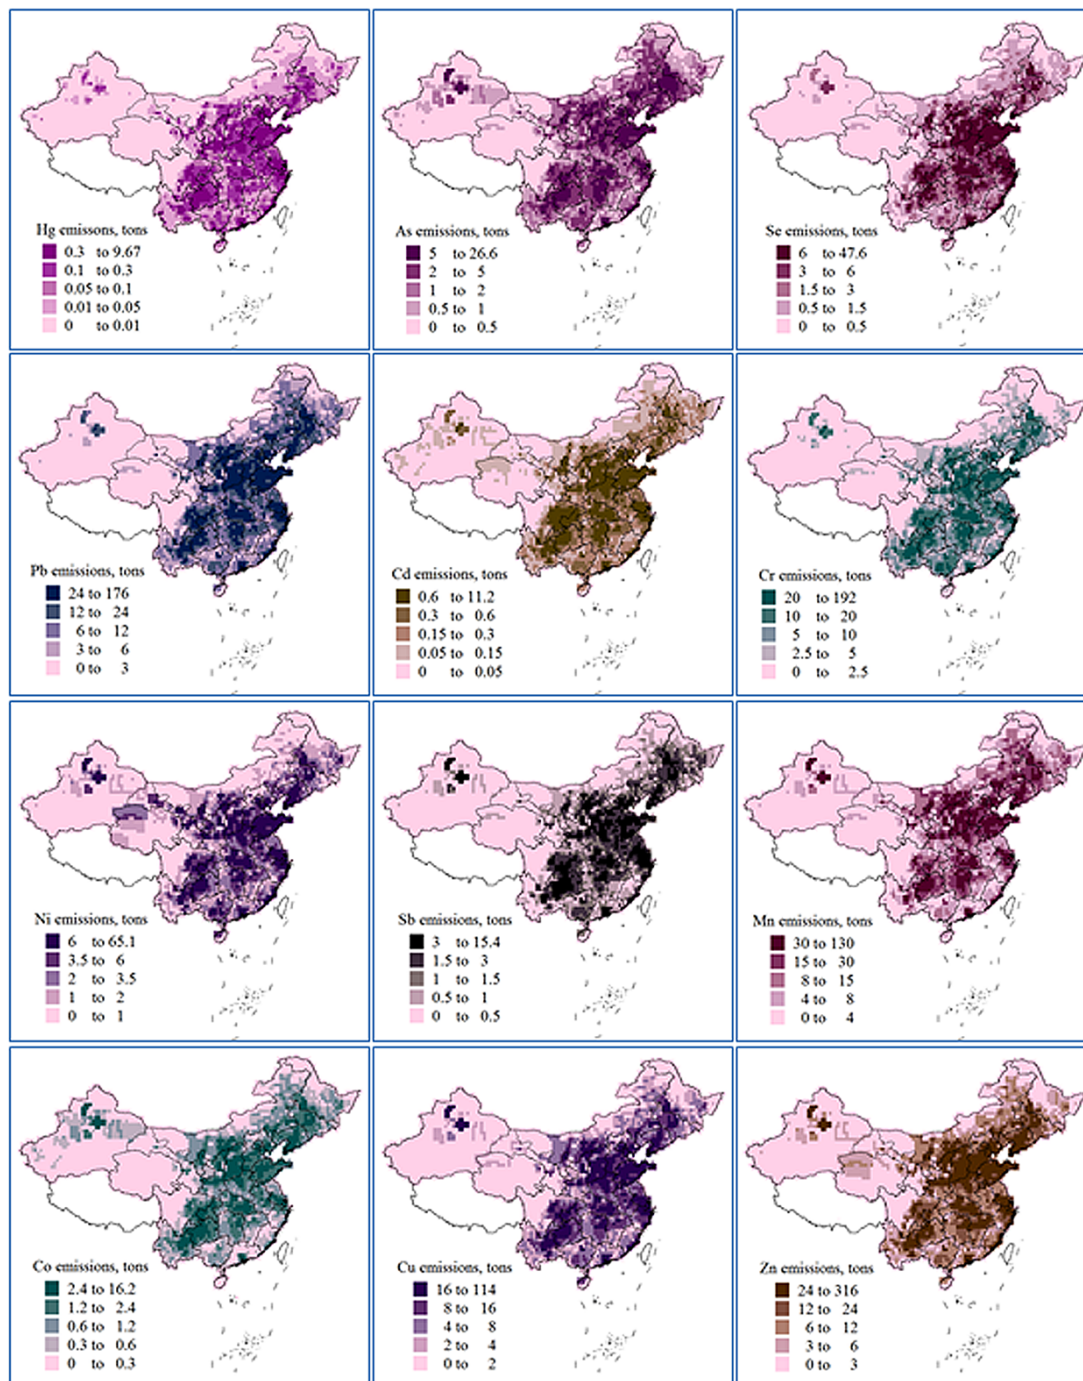 Hg emissons, tons
0.3 to 9.67
0.1 to 0.3
0.05 to 0.1
0.01 to 0.05
0 to 0.01
As emissions, tons
5 to 26.6
2 to 5
1 to 2
0.5 to 1
0 to 0.5
Se emissions, tons
6 to 47.6
3 to 6
1.5 to 3
0.5 to 1.5
0 to 0.5
Pb emissions, tons
24 to 176
12 to 24
6 to 12
3 to 6
0 to 3
Cd emissions, tons
0.6 to 11.2
0.3 to 0.6
0.15 to 0.3
0.05 to 0.15
0 to 0.05
Cr emissions, tons
20 to 192
10 to 20
5 to 10
2.5 to 5
0 to 2.5
Ni emissions, tons
6 to 65.1
3.5 to 6
2 to 3.5
1 to 2
0 to 1
Sb emissions, tons
3 to 15.4
1.5 to 3
1 to 1.5
0.5 to 1
0 to 0.5
Mn emissions, tons
30 to 130
15 to 30
8 to 15
4 to 8
0 to 4
Co emissions, tons
2.4 to 16.2
1.2 to 2.4
0.6 to 1.2
0.3 to 0.6
0 to 0.3
Cu emissions, tons
16 to 114
8 to 16
4 to 8
2 to 4
0 to 2
Zn emissions, tons
24 to 316
12 to 24
6 to 12
3 to 6
0 to 3